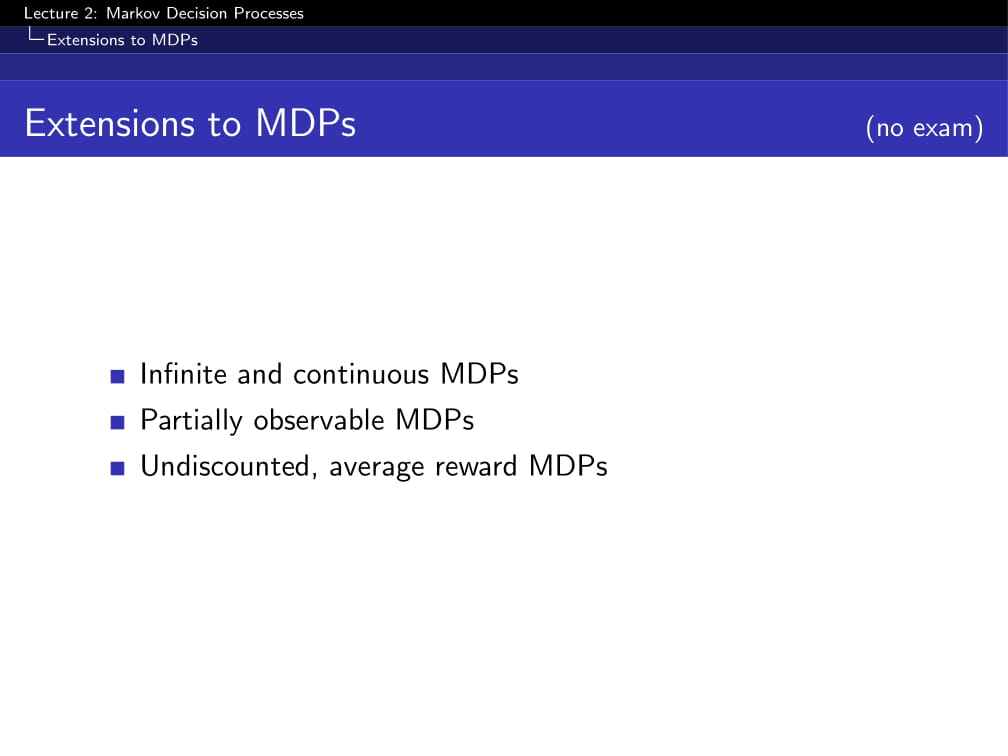 Lecture 2: Markov Decision Processes
Extensions to MDPs
Extensions to MDPs (no exam)
Infinite and continuous MDPs
Partially observable MDPs
Undiscounted, average reward MDPs